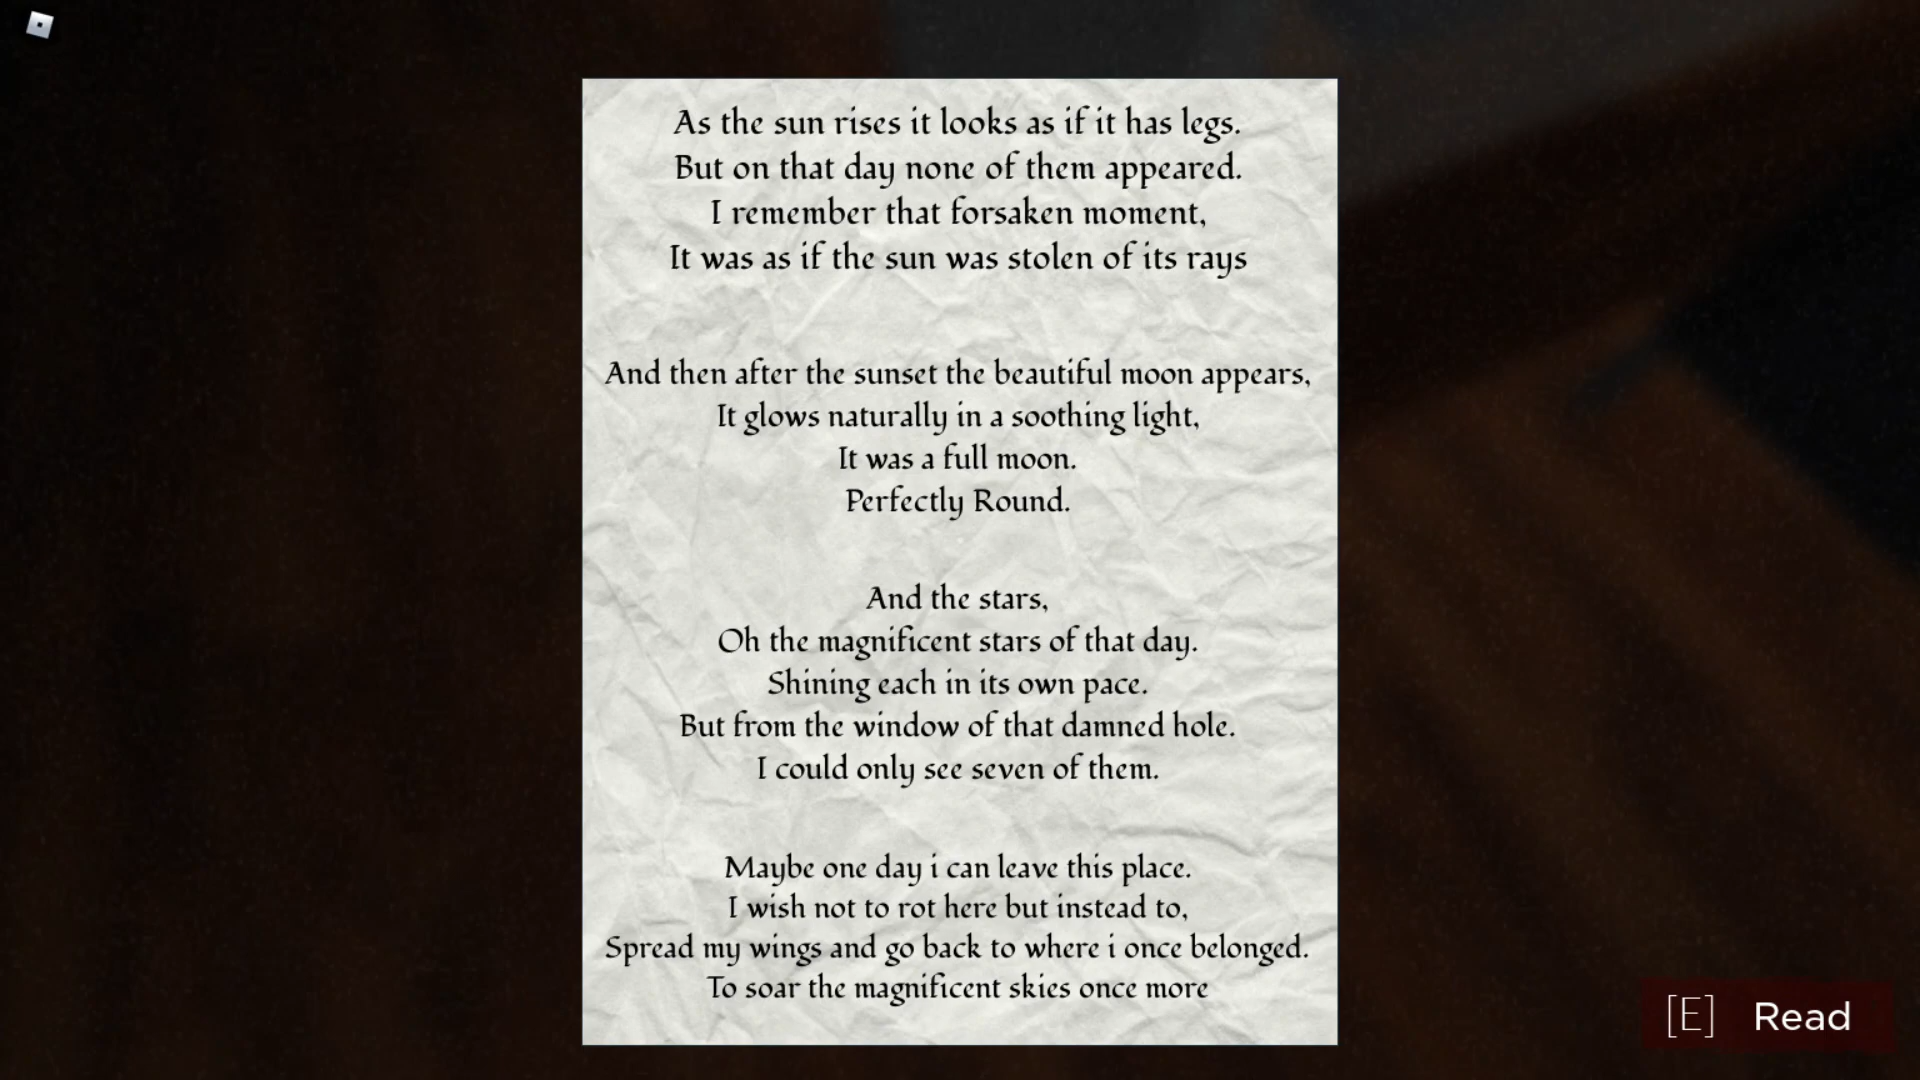 As the sun rises it looks as if it has legs.
But on that day none of them appeared.
I remember that forsaken moment,
It was as if the sun was stolen of its rays
And then after the sunset the beautiful moon appears,
It glows naturally in a soothing light,
It was a full moon.
Perfectly Round.
And the stars,
Oh the magnificent stars of that day.
Shining each in its own pace.
But from the window of that damned hole.
I could only see seven of them.
Maybe one day i can leave this place.
I wish not to rot here but instead to,
Spread my wings and go back to where i once belonged.
To soar the magnificent skies once more
[E] Read